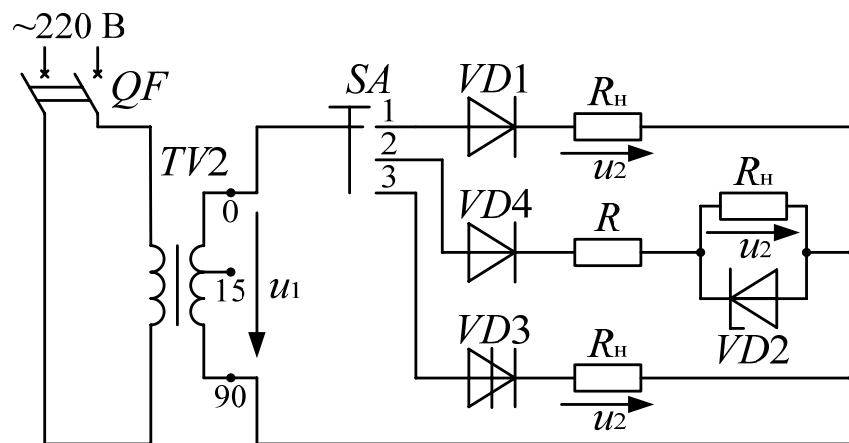 ~220 В
QF
SA
VD1
Rн
1
2
3
u2
TV2
0
VD4
R
Rн
u2
15
u1
VD3
Rн
VD2
90
u2